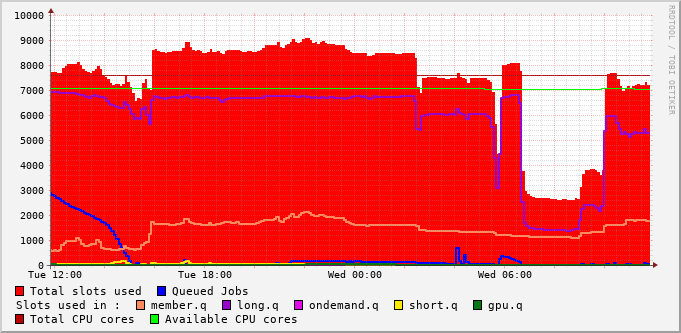 10000
9000
8000
7000
6000
5000
4000
3000
2000
1000
0
Tue 12:00 Tue 18:00 Wed 00:00 Wed 06:00
Total slots used Queued Jobs
Slots used in : member.q long.q ondemand.q short.q gpu.q
Total CPU cores Available CPU cores
RRDTOOL / TOBI OETIKER